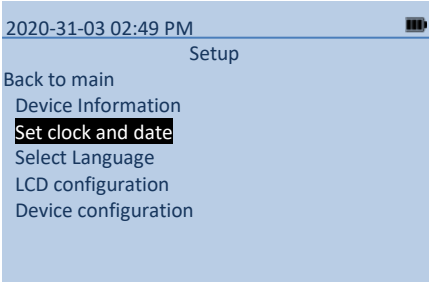 2020-31-03 02:49 PM
Setup
Back to main
Device Information
Set clock and date
Select Language
LCD configuration
Device configuration